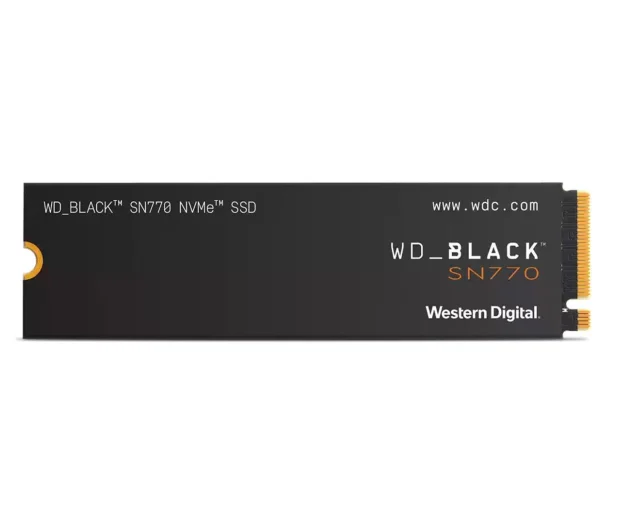 WD_BLACK™ SN770 NVMe™ SSD
www.wdc.com
WD_BLACK™
SN770
Western Digital.